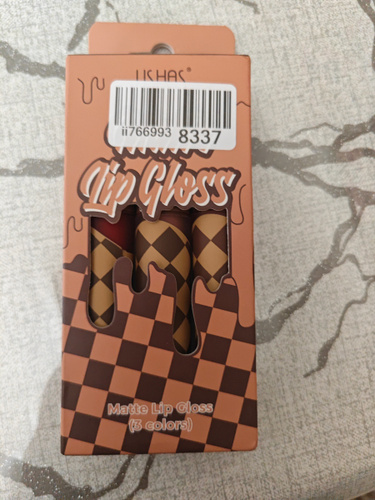 USHAS®
ii766993 8337
Lip Gloss
Matte Lip Gloss
(3 colors)